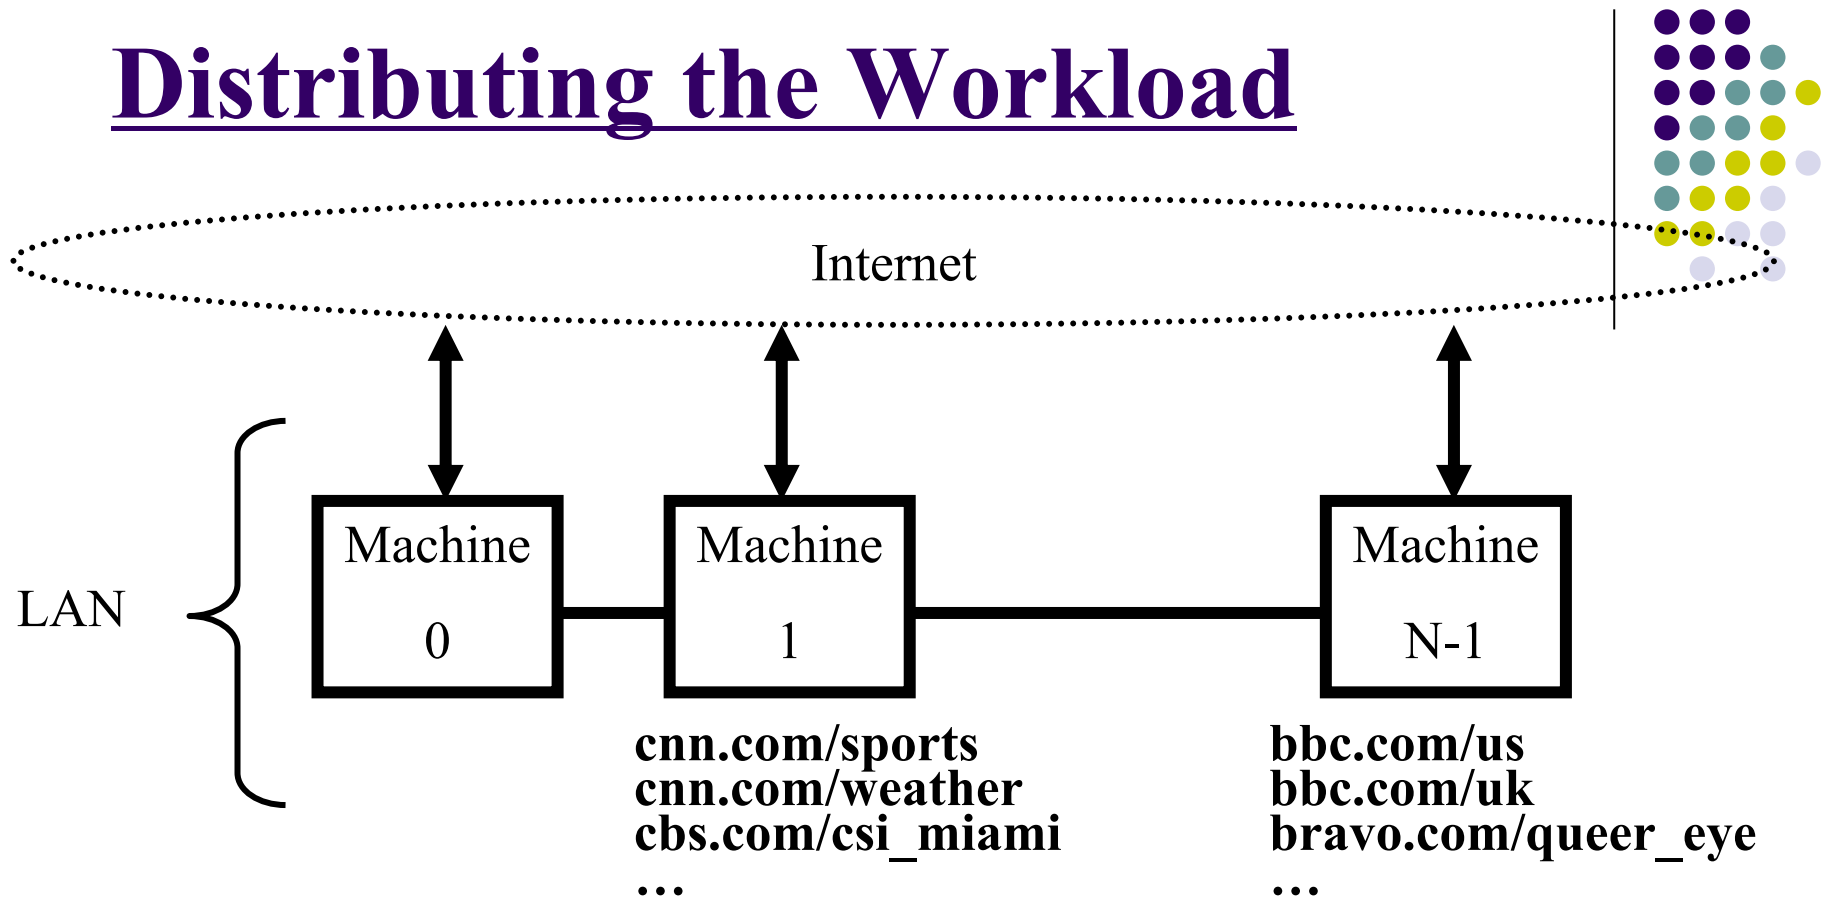 Distributing the Workload
Internet
LAN
Machine
0
Machine
1
Machine
N-1
cnn.com/sports
cnn.com/weather
cbs.com/csi_miami
…
bbc.com/us
bbc.com/uk
bravo.com/queer_eye
…